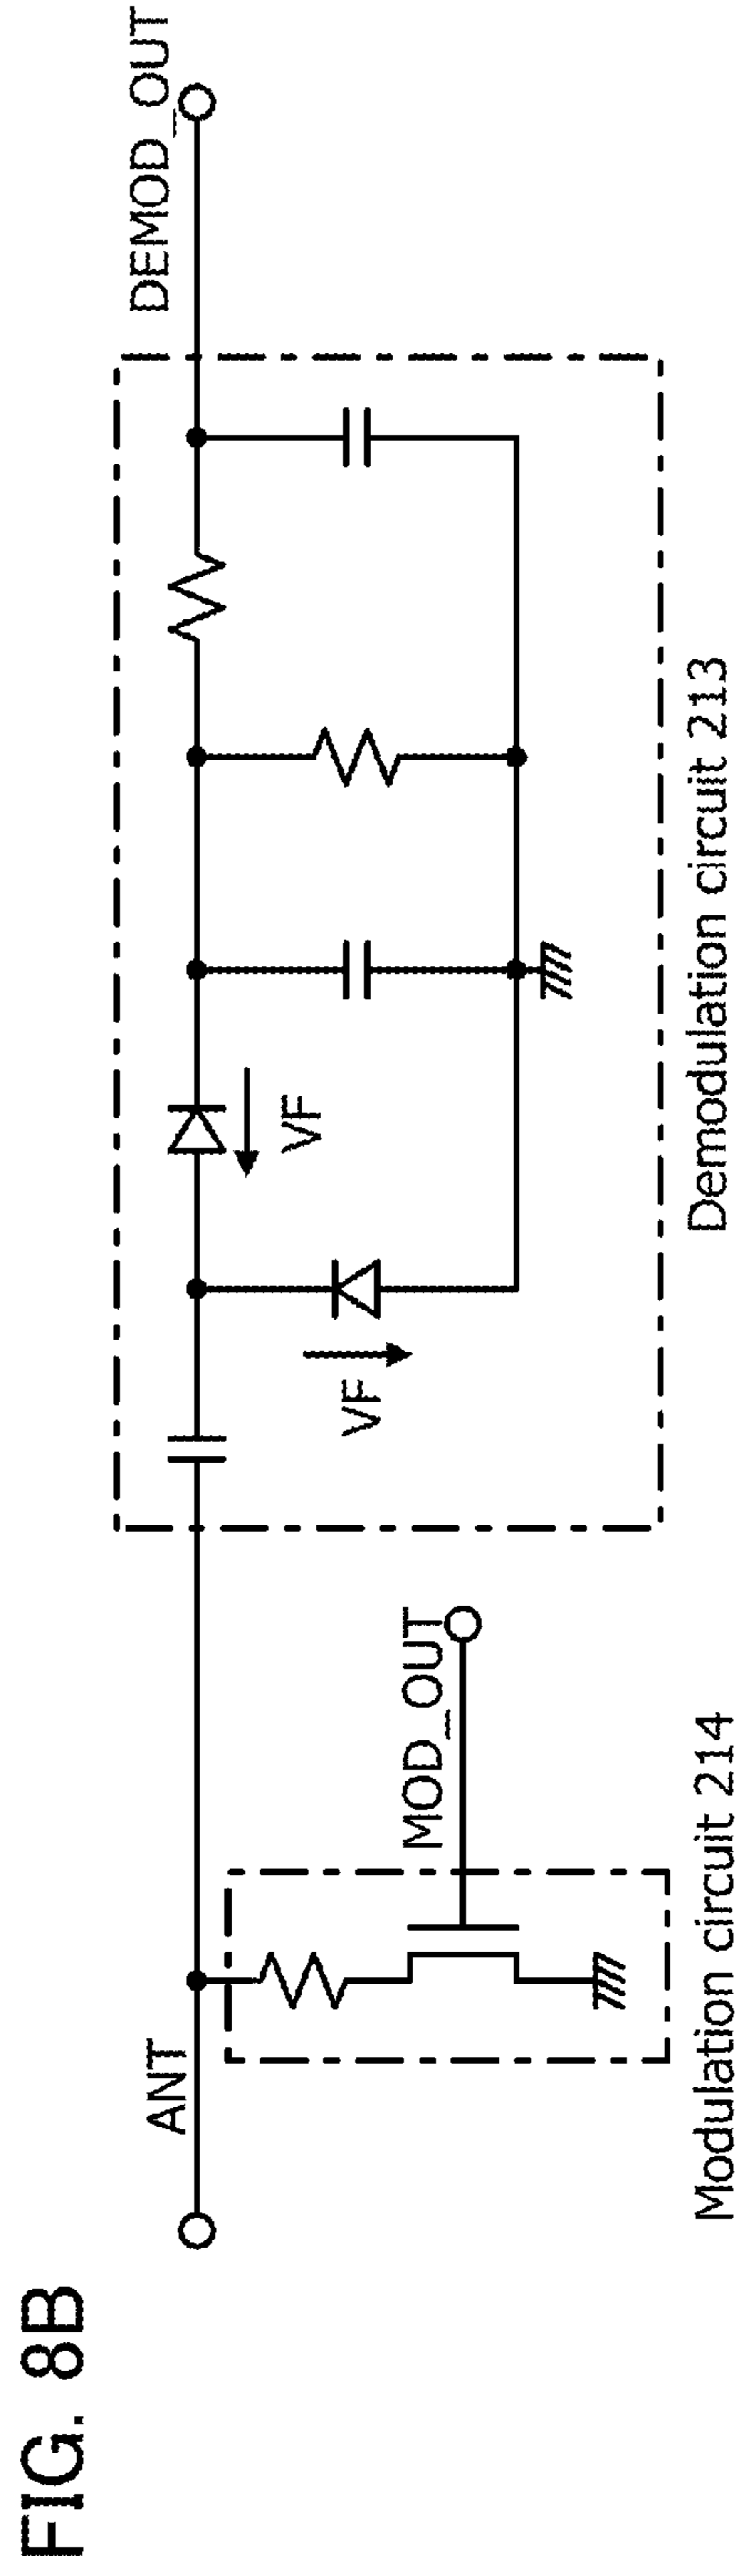 FIG. 8B
ANT
MOD_OUT
Modulation circuit 214
VF
VF
DEMOD_OUT
Demodulation circuit 213